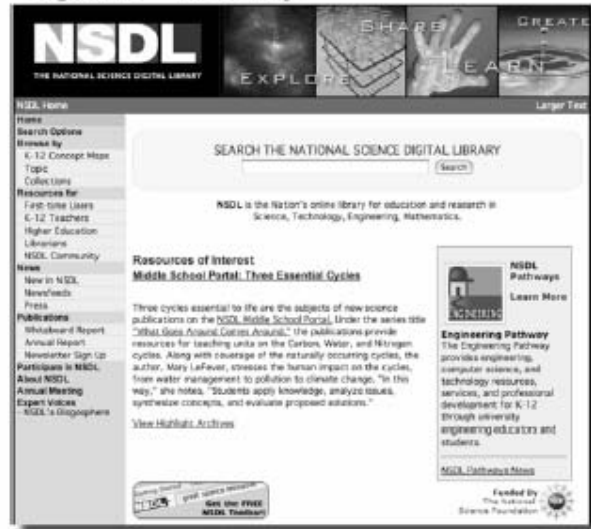 NSDL
THE NATIONAL SCIENCE DIGITAL LIBRARY
EXPLORE
SHARE
LEARN
CREATE
NSDL Home
Larger Text
Home
Search Options
Browse by
K-12 Concept Maps
Topic
Collections
Resources for
First-time Users
K-12 Teachers
Higher Education
Librarians
NSDL Community
News
New in NSDL
Newsfeeds
Press
Publications
Whiteboard Report
Annual Report
Newsletter Sign Up
Participate in NSDL
About NSDL
Annual Meeting
Expert Voices
- NSDL's Blogosphere
SEARCH THE NATIONAL SCIENCE DIGITAL LIBRARY
Search
NSDL is the Nation's online library for education and research in
Science, Technology, Engineering, Mathematics.
Resources of Interest
Middle School Portal: Three Essential Cycles
Three cycles essential to life are the subjects of new science
publications on the NSDL Middle School Portal. Under the series title
"What Goes Around Comes Around," the publications provide
resources for teaching units on the Carbon, Water, and Nitrogen
cycles. Along with coverage of the naturally occurring cycles, the
author, Mary LeFever, stresses the human impact on the cycles,
from water management to pollution to climate change. "In this
way," she notes, "Students apply knowledge, analyze issues,
synthesize concepts, and evaluate proposed solutions."
View Highlights Archives
Get the FREE
NSDL Toolbar!
ENGINEERING
NSDL
Pathways
Learn More
Engineering Pathway
The Engineering Pathway
provides engineering,
computer science, and
technology resources,
services, and professional
development for K-12
through university
engineering educators and
students.
NSDL Pathways News
Funded By
The National
Science Foundation